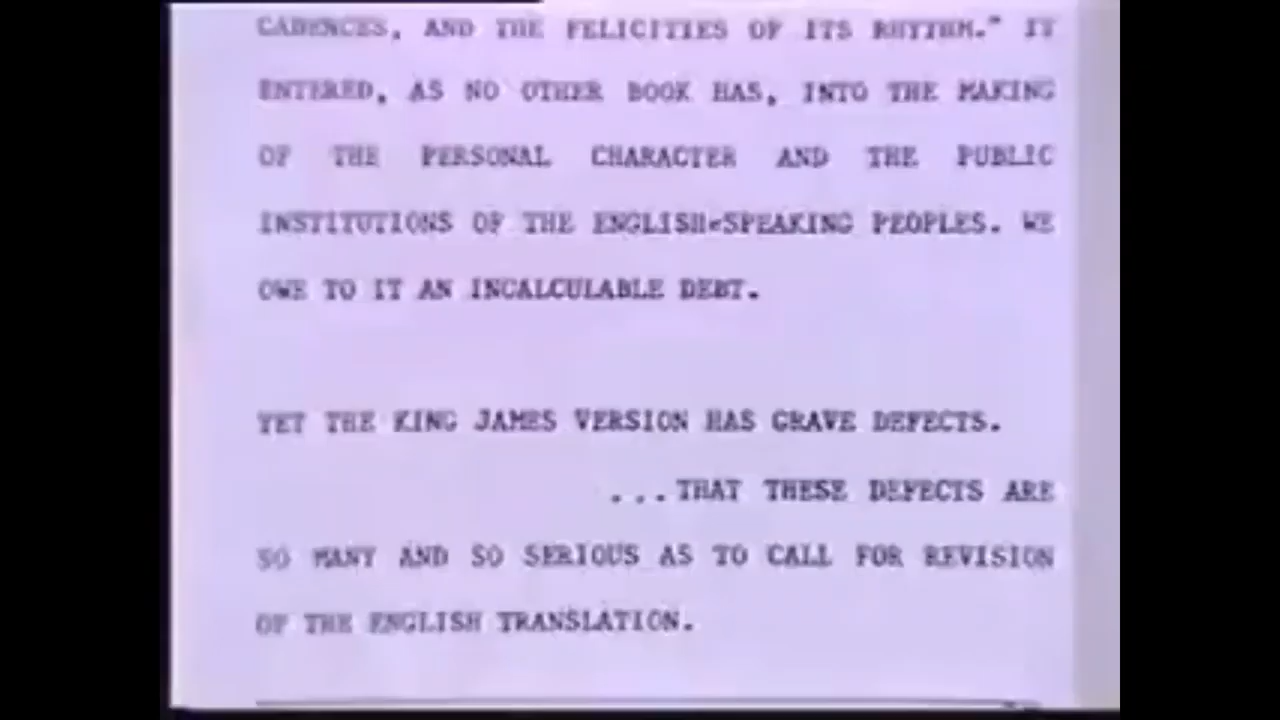 CADENCES, AND THE FELICITIES OF ITS RHYTHM." IT
ENTERED, AS NO OTHER BOOK HAS, INTO THE MAKING
OF THE PERSONAL CHARACTER AND THE PUBLIC
INSTITUTIONS OF THE ENGLISH-SPEAKING PEOPLES. WE
OWE TO IT AN INCALCULABLE DEBT.
YET THE KING JAMES VERSION HAS GRAVE DEFECTS.
...THAT THESE DEFECTS ARE
SO MANY AND SO SERIOUS AS TO CALL FOR REVISION
OF THE ENGLISH TRANSLATION.